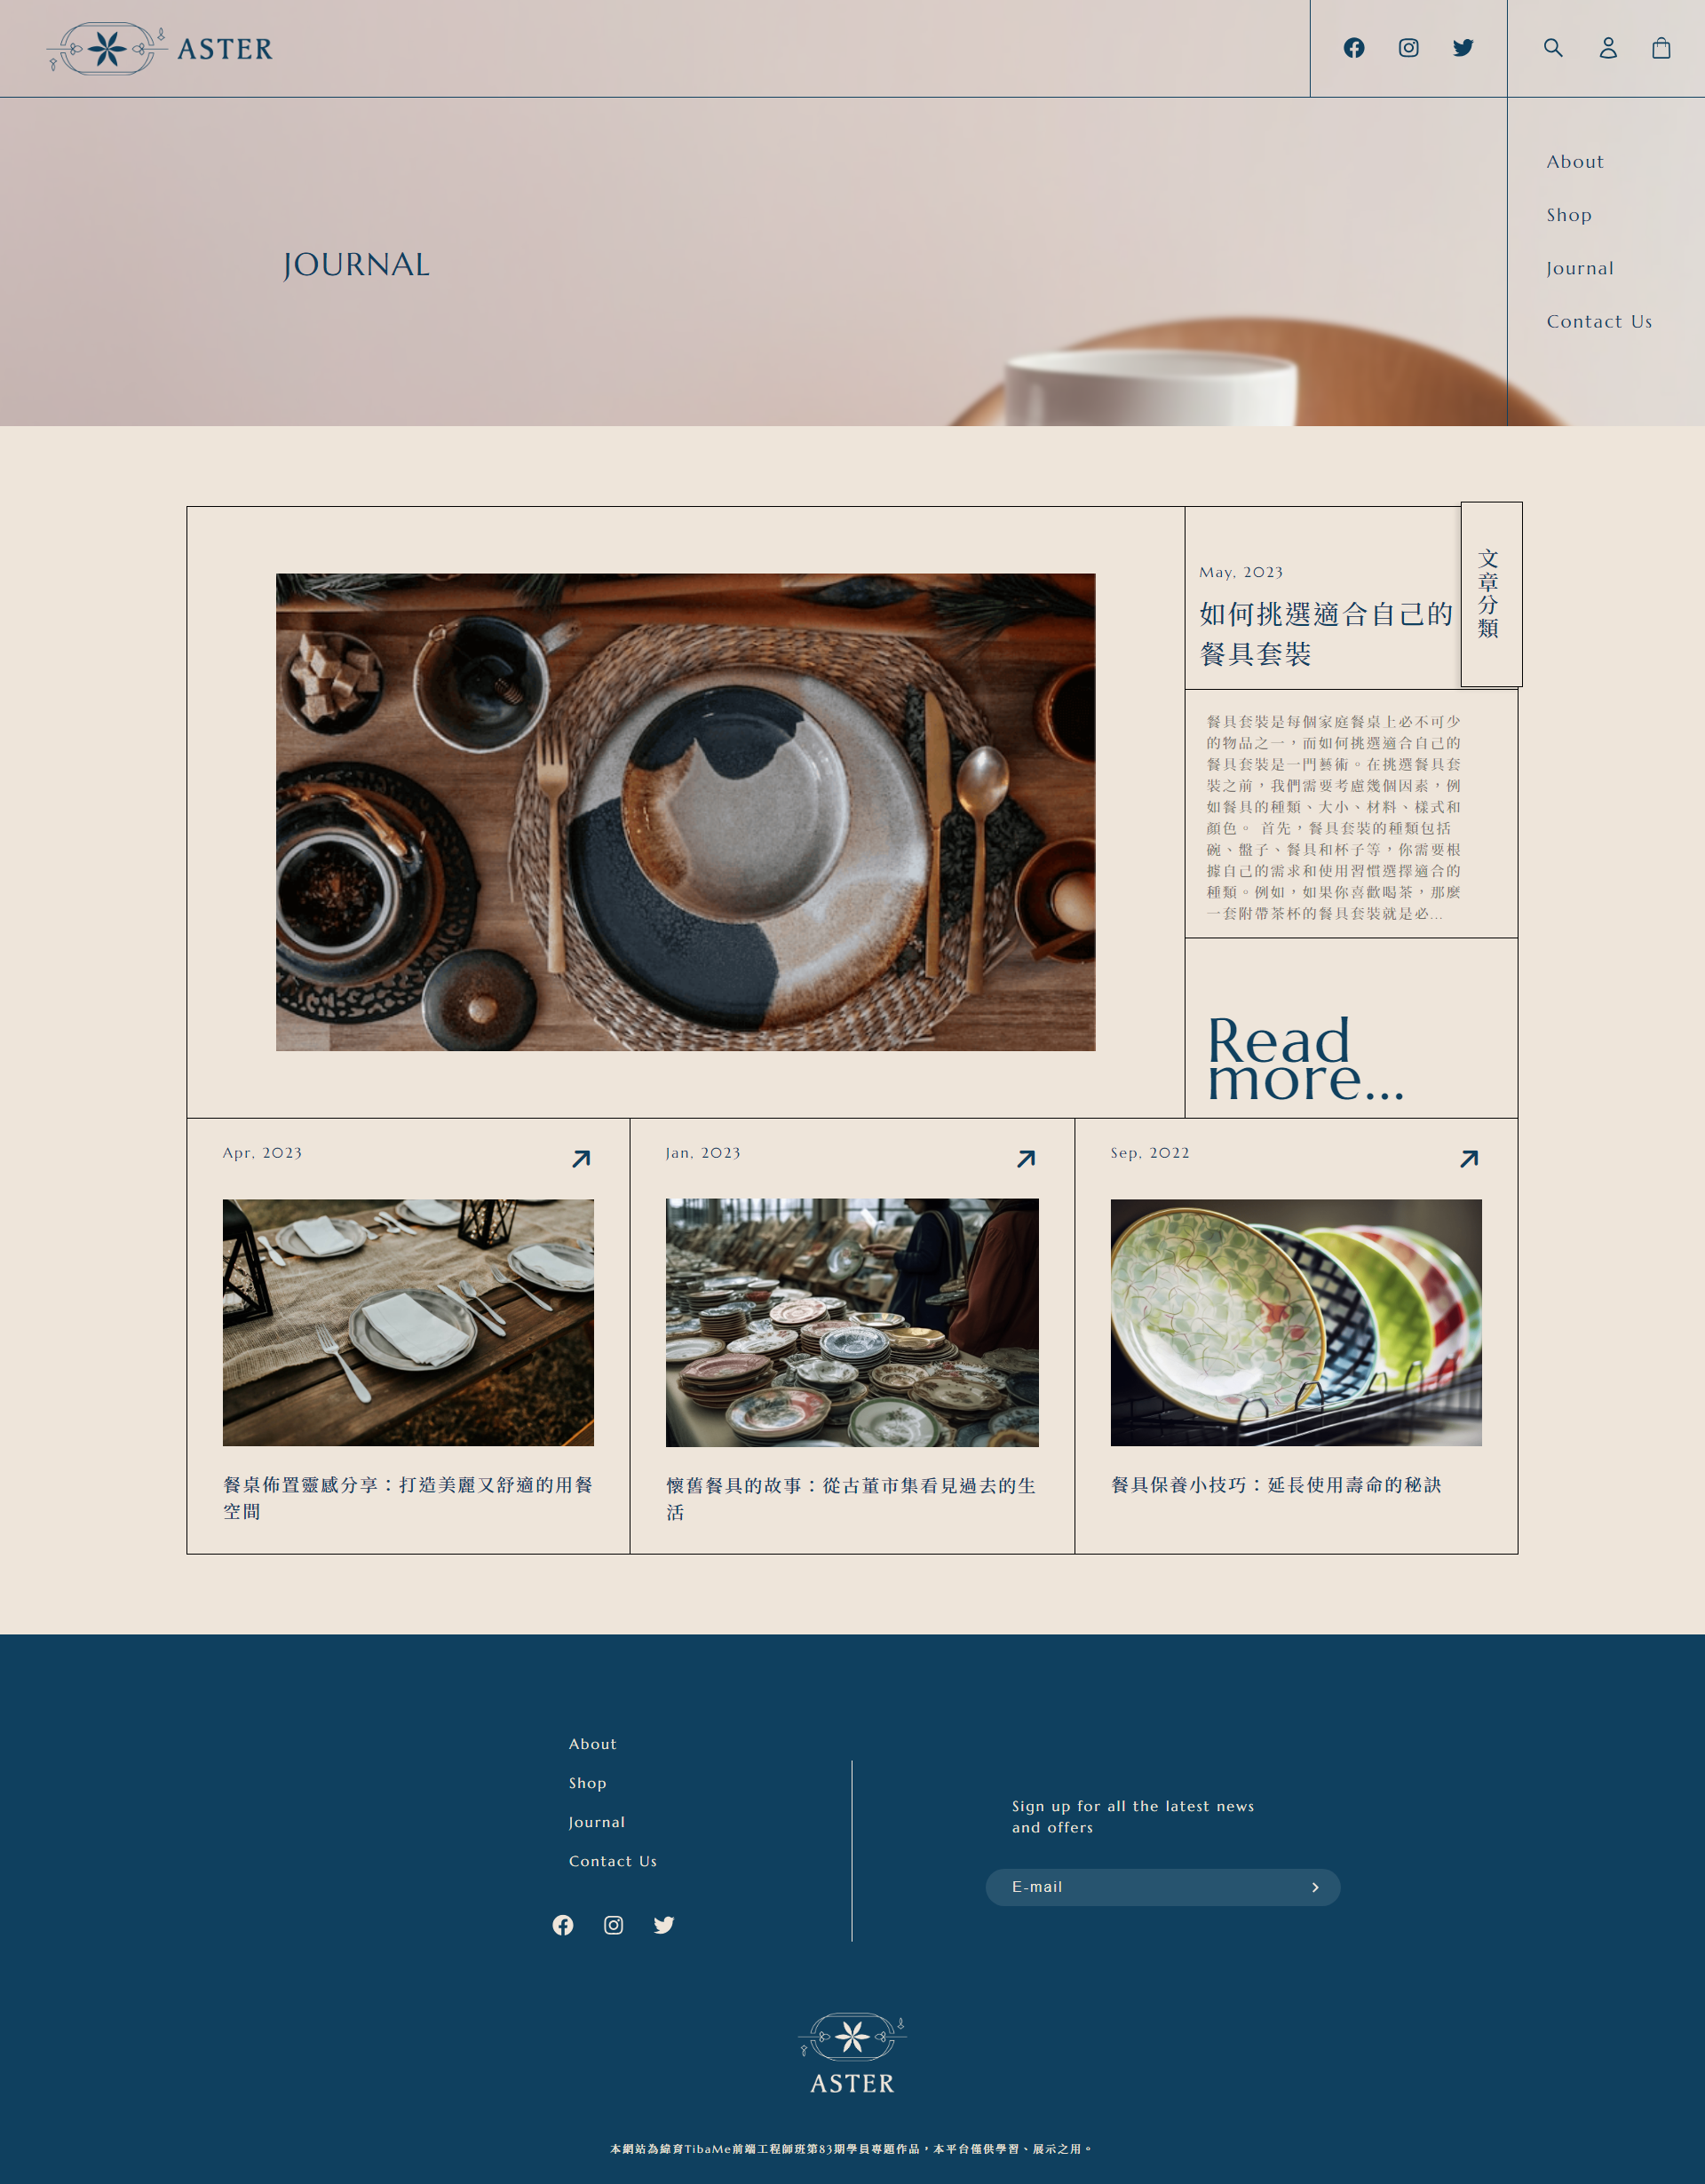 ASTER
About
Shop
Journal
Contact Us
JOURNAL
May, 2023
如何挑選適合自己的
餐具套裝
文章分類
餐具套裝是每個家庭餐桌上必不可少
的物品之一，而如何挑選適合自己的
餐具套裝是一門藝術。在挑選餐具套
裝之前，我們需要考慮幾個因素，例
如餐具的種類、大小、材料、樣式和
顏色。 首先，餐具套裝的種類包括
碗、盤子、餐具和杯子等，你需要根
據自己的需求和使用習慣選擇適合的
種類。例如，如果你喜歡喝茶，那麼
一套附帶茶杯的餐具套裝就是必...
Read
more...
Apr, 2023
餐桌佈置靈感分享：打造美麗又舒適的用餐
空間
Jan, 2023
懷舊餐具的故事：從古董市集看見過去的生
活
Sep, 2022
餐具保養小技巧：延長使用壽命的秘訣
About
Shop
Journal
Contact Us
Sign up for all the latest news
and offers
E-mail
ASTER
本網站為緯育TibaMe前端工程師班第83期學員專題作品，本平台僅供學習、展示之用。